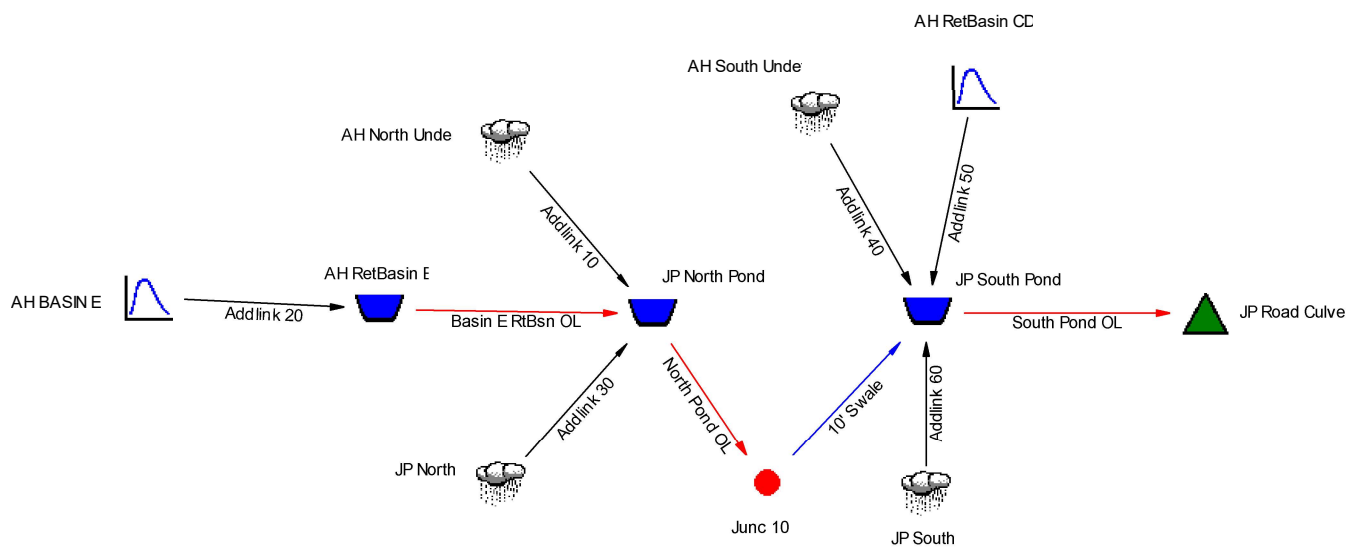 AH RetBasin CD
AH South Unde
AH North Unde
Addlink 10
Addlink 40
Addlink 50
AH RetBasin E
JP North Pond
JP South Pond
AH BASIN E
Addlink 20
Basin E RtBsn OL
South Pond OL
JP Road Culve
Addlink 30
North Pond OL
10' Swale
Addlink 60
JP North
Junc 10
JP South